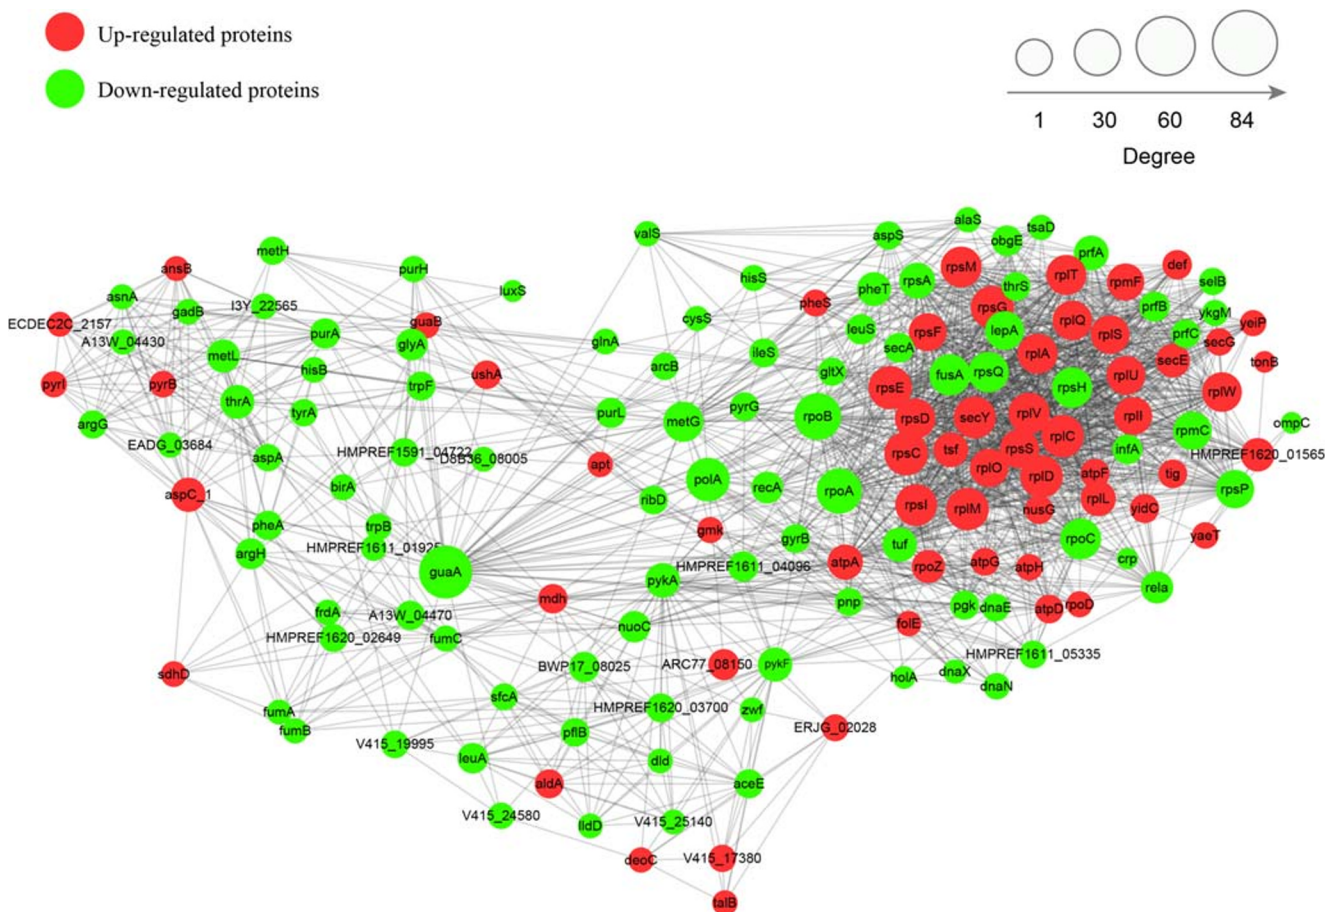 Up-regulated proteins
Down-regulated proteins
1 30 60 84
Degree
alaS
valS
aspS
obgE
tsaD
metH
prfA
ansB
purH
rpsM
rplT
def
hisS
rpsA
thrS
rpmF
selB
asnA
gadB
I3Y_22565
luxS
pheT
rpsG
prfB
ykgM
ECDEC2C_2157
guaB
cysS
pheS
leuS
rpsF
lepA
rplQ
rplS
prfC
yeiP
A13W_04430
purA
glyA
glnA
secA
secG
metL
hisB
trpF
ushA
arcB
ileS
gltX
fusA
rpsQ
rplA
secE
tonB
pyrI
pyrB
rpsE
rpsH
rplU
rplW
thrA
tyrA
purL
metG
pyrG
rpoB
rpsD
secY
rplV
rplI
argG
rpmC
ompC
EADG_03684
aspA
HMPREF1591_04722
D8B36_08005
rpsC
tsf
rpsS
rplC
infA
HMPREF1620_01565
apt
rplO
rplD
atpF
tig
aspC_1
birA
ribD
polA
recA
rpoA
rpsI
rplM
nusG
rplL
yidC
rpsP
pheA
trpB
gmk
gyrB
tuf
rpoC
yaeT
argH
HMPREF1611_01925
guaA
HMPREF1611_04096
atpA
rpoZ
atpG
atpH
crp
pykA
rela
mdh
pnp
pgk
dnaE
atpD
rpoD
frdA
A13W_04470
nuoC
folE
HMPREF1620_02649
fumC
HMPREF1611_05335
sdhD
BWP17_08025
ARC77_08150
pykF
holA
dnaX
dnaN
sfcA
fumA
HMPREF1620_03700
zwf
fumB
ERJG_02028
V415_19995
pflB
leuA
dld
aldA
aceE
V415_24580
lldD
V415_25140
deoC
V415_17380
talB